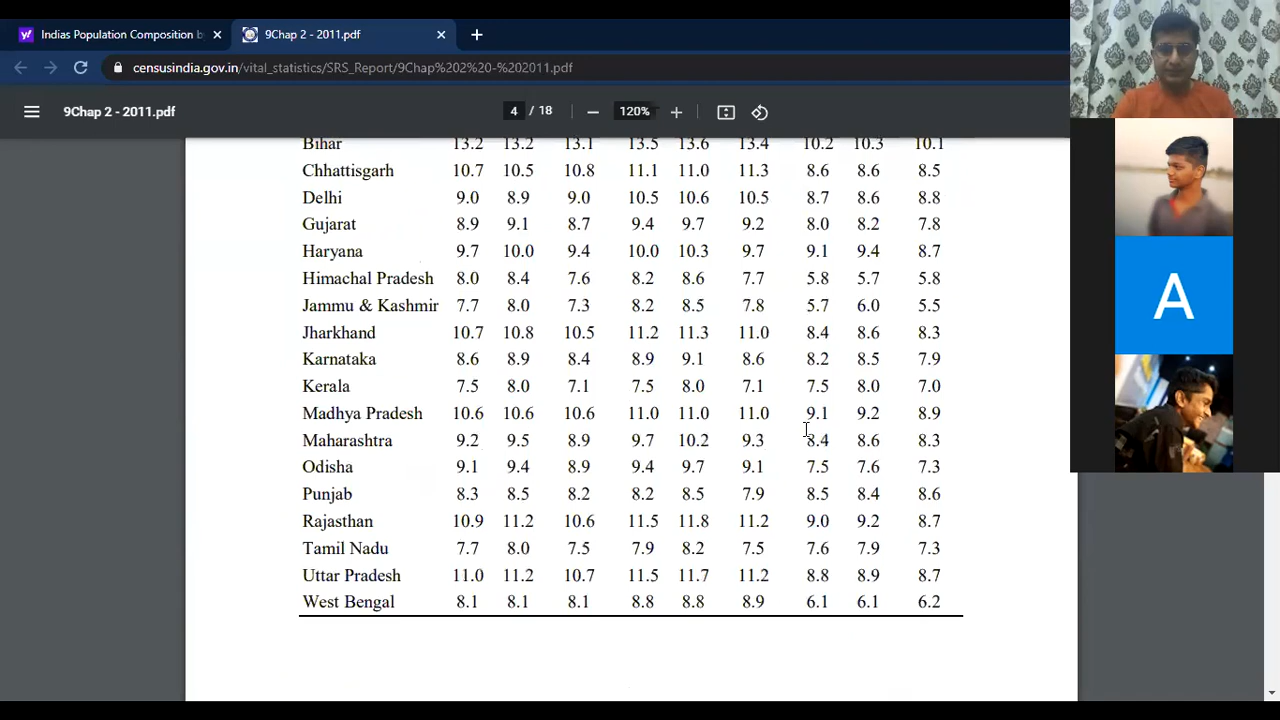 Indias Population Composition b
9Chap 2 - 2011.pdf
censusindia.gov.in/vital_statistics/SRS_Report/9Chap%202%20-%202011.pdf
9Chap 2 - 2011.pdf
4 / 18
120%
Bihar 13.2 13.2 13.1 13.5 13.6 13.4 10.2 10.3 10.1
Chhattisgarh 10.7 10.5 10.8 11.1 11.0 11.3 8.6 8.6 8.5
Delhi 9.0 8.9 9.0 10.5 10.6 10.5 8.7 8.6 8.8
Gujarat 8.9 9.1 8.7 9.4 9.7 9.2 8.0 8.2 7.8
Haryana 9.7 10.0 9.4 10.0 10.3 9.7 9.1 9.4 8.7
Himachal Pradesh 8.0 8.4 7.6 8.2 8.6 7.7 5.8 5.7 5.8
Jammu & Kashmir 7.7 8.0 7.3 8.2 8.5 7.8 5.7 6.0 5.5
Jharkhand 10.7 10.8 10.5 11.2 11.3 11.0 8.4 8.6 8.3
Karnataka 8.6 8.9 8.4 8.9 9.1 8.6 8.2 8.5 7.9
Kerala 7.5 8.0 7.1 7.5 8.0 7.1 7.5 8.0 7.0
Madhya Pradesh 10.6 10.6 10.6 11.0 11.0 11.0 9.1 9.2 8.9
Maharashtra 9.2 9.5 8.9 9.7 10.2 9.3 8.4 8.6 8.3
Odisha 9.1 9.4 8.9 9.4 9.7 9.1 7.5 7.6 7.3
Punjab 8.3 8.5 8.2 8.2 8.5 7.9 8.5 8.4 8.6
Rajasthan 10.9 11.2 10.6 11.5 11.8 11.2 9.0 9.2 8.7
Tamil Nadu 7.7 8.0 7.5 7.9 8.2 7.5 7.6 7.9 7.3
Uttar Pradesh 11.0 11.2 10.7 11.5 11.7 11.2 8.8 8.9 8.7
West Bengal 8.1 8.1 8.1 8.8 8.8 8.9 6.1 6.1 6.2
A